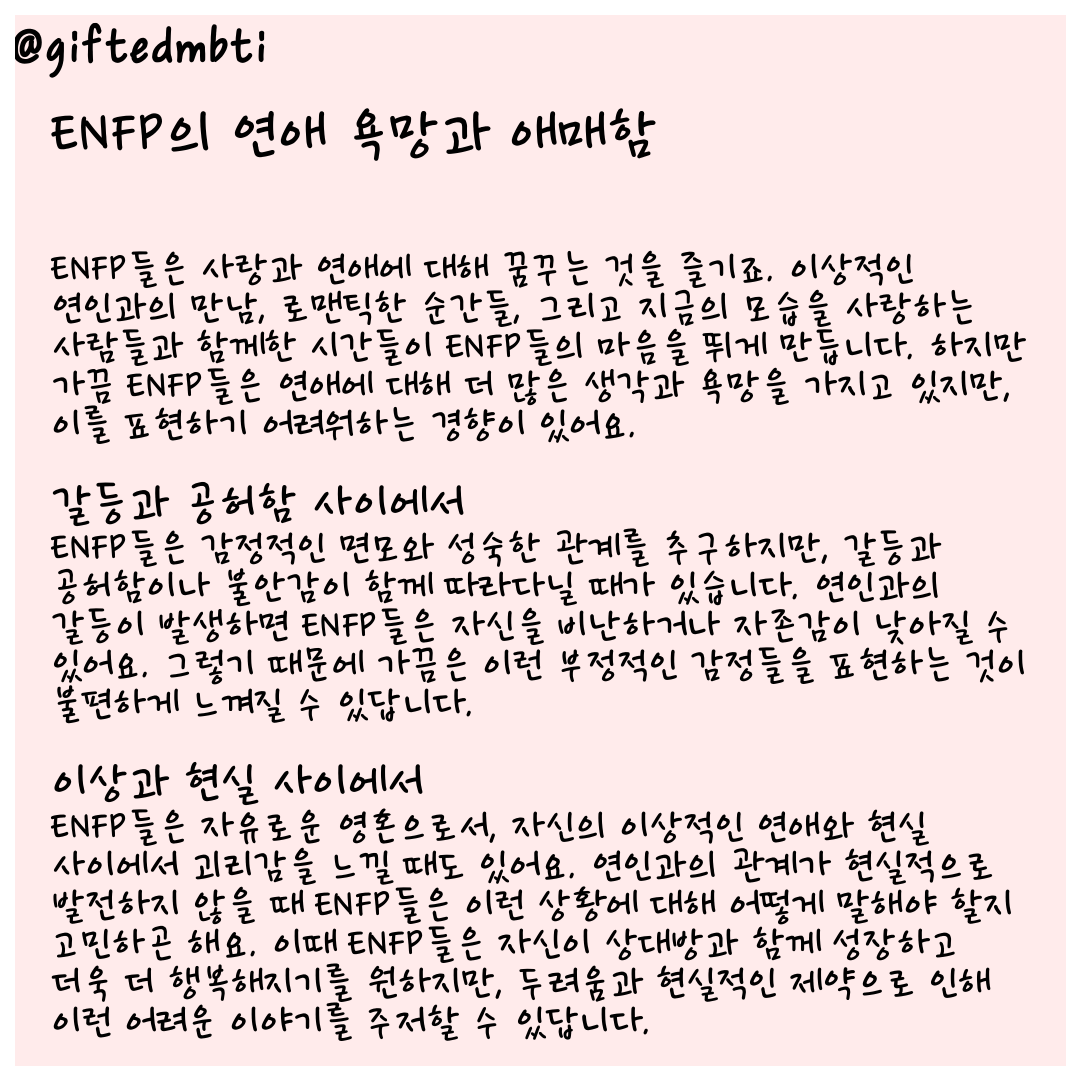 @giftedmbti
ENFP의 연애 욕망과 애매함
ENFP들은 사랑과 연애에 대해 꿈꾸는 것을 즐기죠. 이상적인
연인과의 만남, 로맨틱한 순간들, 그리고 지금의 모습을 사랑하는
사람들과 함께한 시간들이 ENFP들의 마음을 뛰게 만듭니다. 하지만
가끔 ENFP들은 연애에 대해 더 많은 생각과 욕망을 가지고 있지만,
이를 표현하기 어려워하는 경향이 있어요.
갈등과 공허함 사이에서
ENFP들은 감정적인 면모와 성숙한 관계를 추구하지만, 갈등과
공허함이나 불안감이 함께 따라다닐 때가 있습니다. 연인과의
갈등이 발생하면 ENFP들은 자신을 비난하거나 자존감이 낮아질 수
있어요. 그렇기 때문에 가끔은 이런 부정적인 감정들을 표현하는 것이
불편하게 느껴질 수 있답니다.
이상과 현실 사이에서
ENFP들은 자유로운 영혼으로서, 자신의 이상적인 연애와 현실
사이에서 괴리감을 느낄 때도 있어요. 연인과의 관계가 현실적으로
발전하지 않을 때 ENFP들은 이런 상황에 대해 어떻게 말해야 할지
고민하곤 해요. 이때 ENFP들은 자신이 상대방과 함께 성장하고
더욱 더 행복해지기를 원하지만, 두려움과 현실적인 제약으로 인해
이런 어려운 이야기를 주저할 수 있답니다.